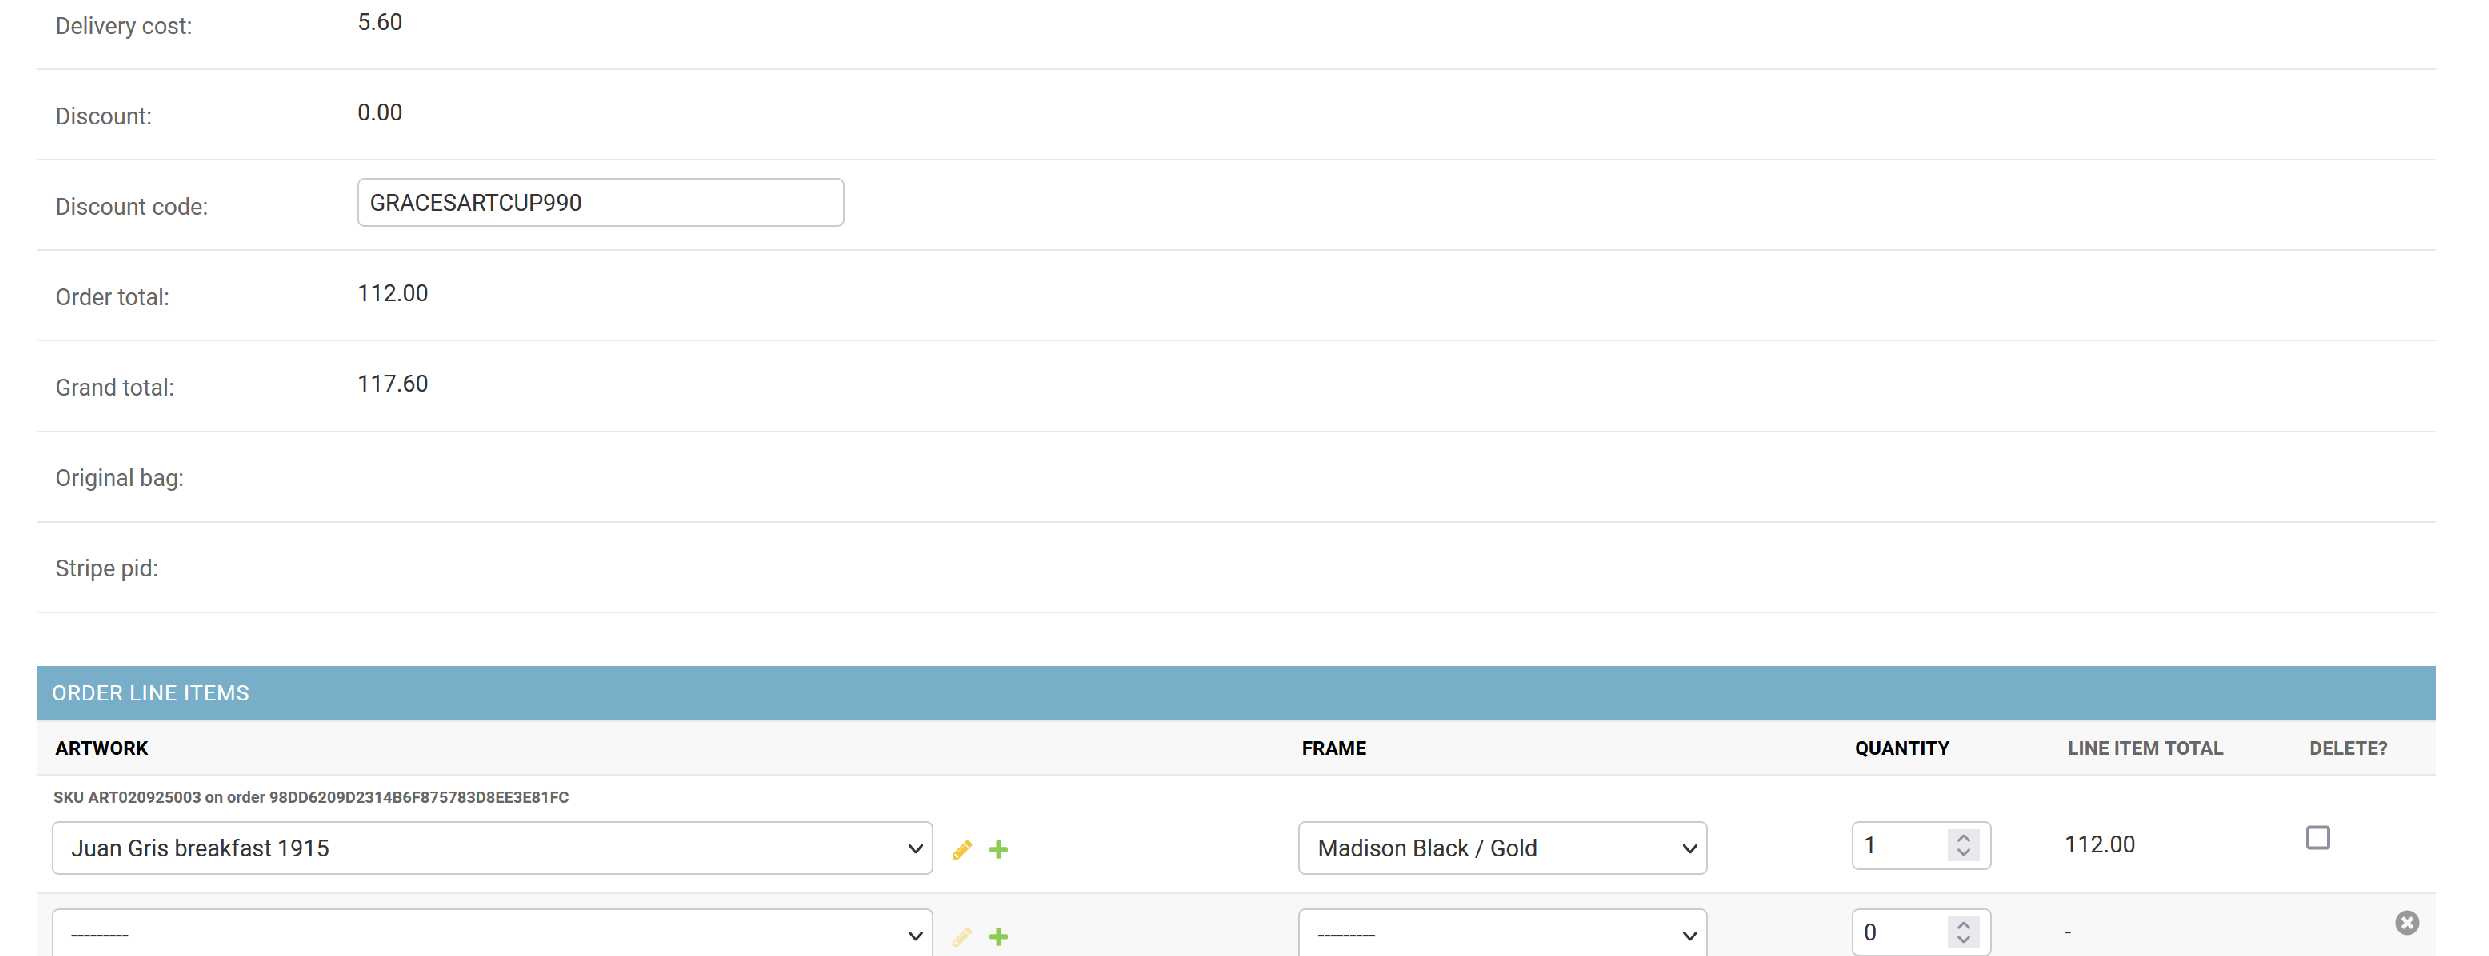 Delivery cost: 5.60
Discount: 0.00
Discount code: GRACESARTCUP990
Order total: 112.00
Grand total: 117.60
Original bag:
Stripe pid:
ORDER LINE ITEMS
ARTWORK FRAME QUANTITY LINE ITEM TOTAL DELETE?
SKU ART020925003 on order 98DD6209D2314B6F875783D8EE3E81FC
Juan Gris breakfast 1915 Madison Black / Gold 1 112.00
--------- --------- 0 -